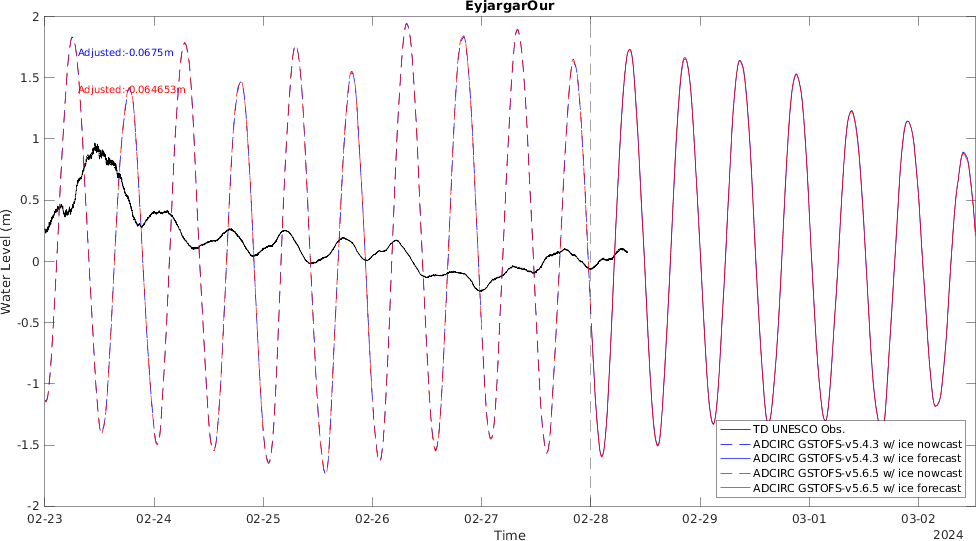 EyjargarOur
Adjusted:-0.0675m
Adjusted:-0.064653m
2
1.5
1
0.5
0
-0.5
-1
-1.5
-2
Water Level (m)
02-23
02-24
02-25
02-26
02-27
02-28
02-29
03-01
03-02
Time
2024
TD UNESCO Obs.
ADCIRC GSTOFS-v5.4.3 w/ ice nowcast
ADCIRC GSTOFS-v5.4.3 w/ ice forecast
ADCIRC GSTOFS-v5.6.5 w/ ice nowcast
ADCIRC GSTOFS-v5.6.5 w/ ice forecast